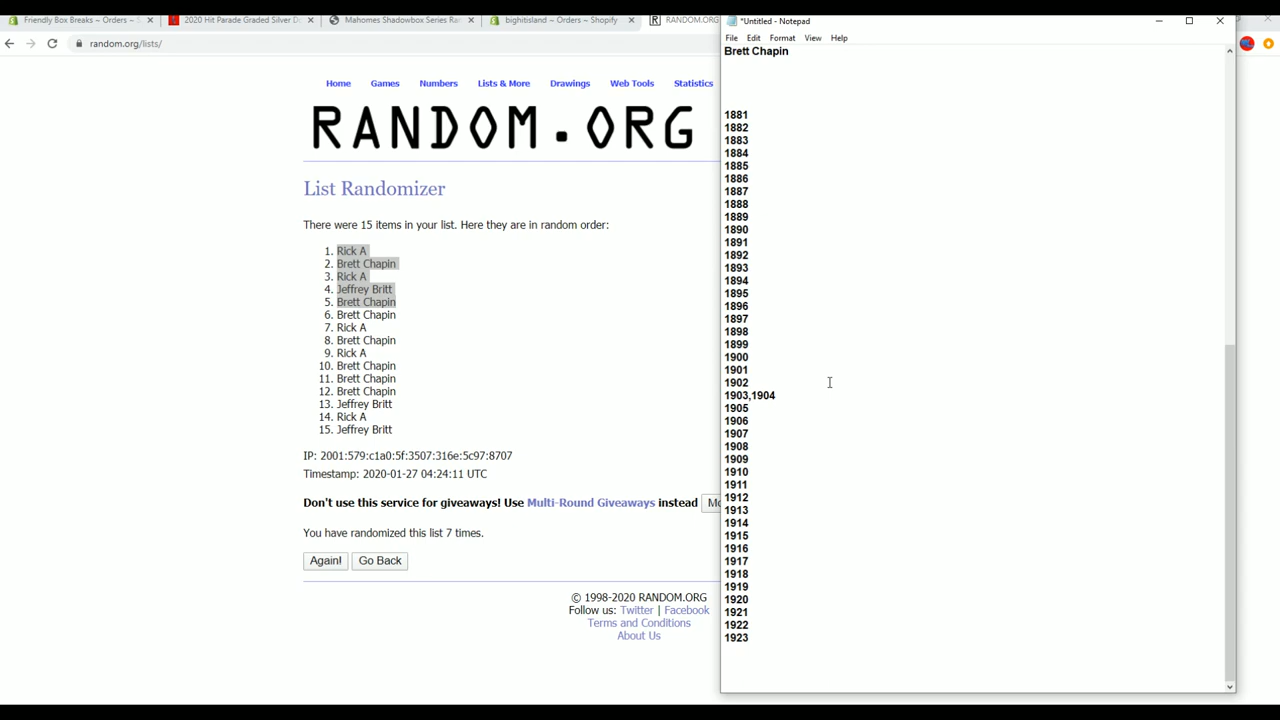 Friendly Box Breaks ~ Orders ~ S
2020 Hit Parade Graded Silver Do
Mahomes Shadowbox Series Ra
bighitisland ~ Orders ~ Shopify
RANDOM.ORG
random.org/lists/
Home Games Numbers Lists & More Drawings Web Tools Statistics
RANDOM.ORG
List Randomizer
There were 15 items in your list. Here they are in random order:
1. Rick A
2. Brett Chapin
3. Rick A
4. Jeffrey Britt
5. Brett Chapin
6. Brett Chapin
7. Rick A
8. Brett Chapin
9. Rick A
10. Brett Chapin
11. Brett Chapin
12. Brett Chapin
13. Jeffrey Britt
14. Rick A
15. Jeffrey Britt
IP: 2001:579:c1a0:5f:3507:316e:5c97:8707
Timestamp: 2020-01-27 04:24:11 UTC
Don't use this service for giveaways! Use Multi-Round Giveaways instead
You have randomized this list 7 times.
Again! Go Back
© 1998-2020 RANDOM.ORG
Follow us: Twitter | Facebook
Terms and Conditions
About Us
*Untitled - Notepad
File Edit Format View Help
Brett Chapin
1881
1882
1883
1884
1885
1886
1887
1888
1889
1890
1891
1892
1893
1894
1895
1896
1897
1898
1899
1900
1901
1902
1903,1904
1905
1906
1907
1908
1909
1910
1911
1912
1913
1914
1915
1916
1917
1918
1919
1920
1921
1922
1923